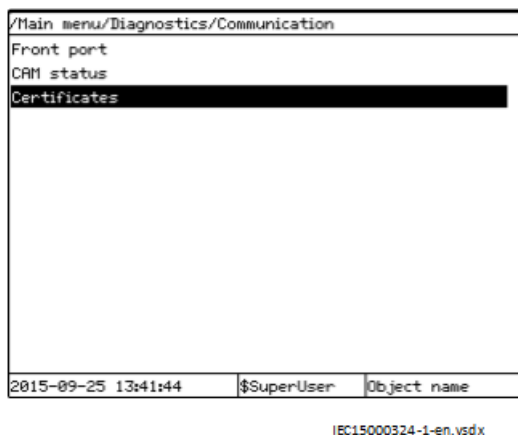 /Main menu/Diagnostics/Communication
Front port
CAM status
Certificates
2015-09-25 13:41:44 $SuperUser Object name
IEC15000324-1-en.vsdx